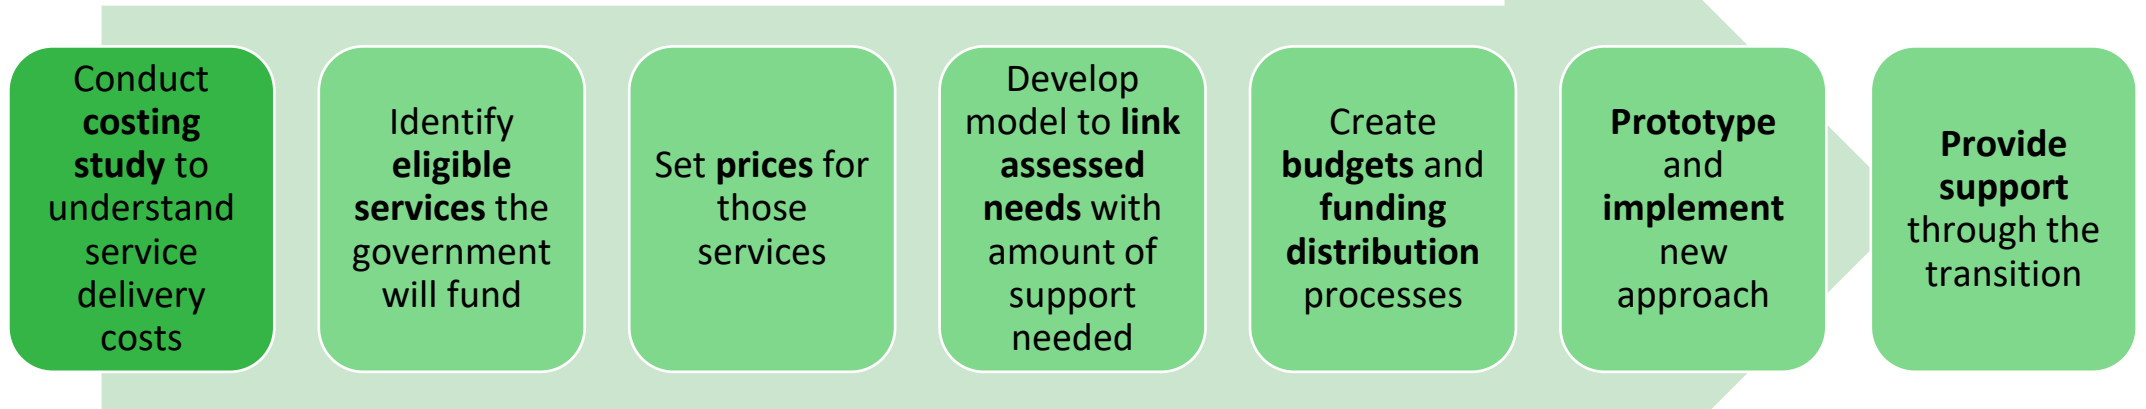 Conduct
costing
study to
understand
service
delivery
costs
Identify
eligible
services the
government
will fund
Set prices for
those
services
Develop
model to link
assessed
needs with
amount of
support
needed
Create
budgets and
funding
distribution
processes
Prototype
and
implement
new
approach
Provide
support
through the
transition